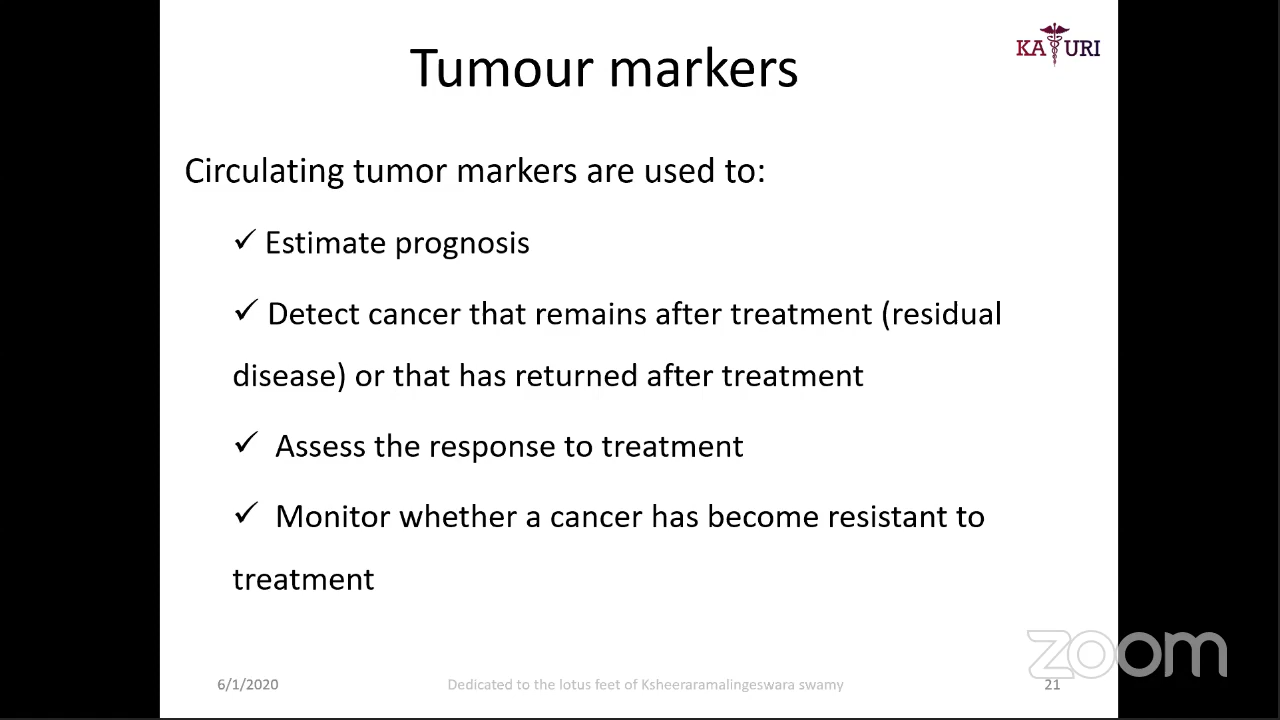 Tumour markers
KATURI
Circulating tumor markers are used to:
✓ Estimate prognosis
✓ Detect cancer that remains after treatment (residual
disease) or that has returned after treatment
✓ Assess the response to treatment
✓ Monitor whether a cancer has become resistant to
treatment
zoom
6/1/2020
Dedicated to the lotus feet of Ksheeraramalingeswara swamy
21